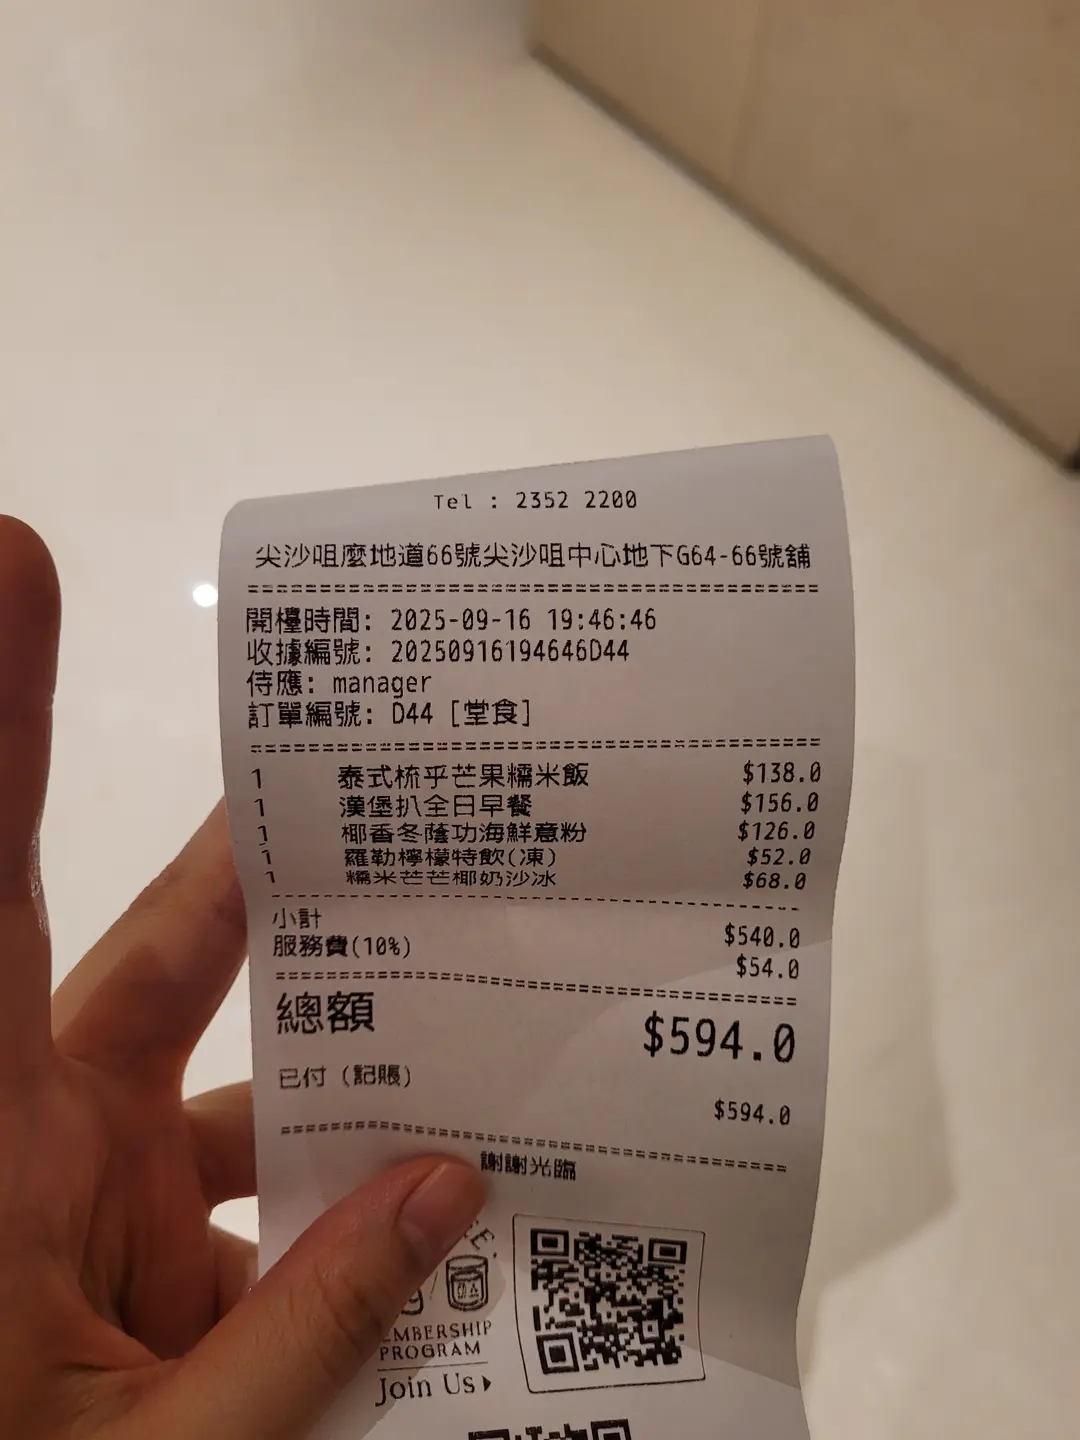 Tel : 2352 2200
尖沙咀麼地道66號尖沙咀中心地下G64-66號舖
開檯時間: 2025-09-16 19:46:46
收據編號: 20250916194646D44
侍應: manager
訂單編號: D44 [堂食]
1 泰式梳乎芒果糯米飯 $138.0
1 漢堡扒全日早餐 $156.0
1 椰香冬蔭功海鮮意粉 $126.0
1 羅勒檸檬特飲(凍) $52.0
1 糯米芒芒椰奶沙冰 $68.0
小計 $540.0
服務費(10%) $54.0
總額 $594.0
已付 (記賬) $594.0
謝謝光臨
PROGRAM
Join Us